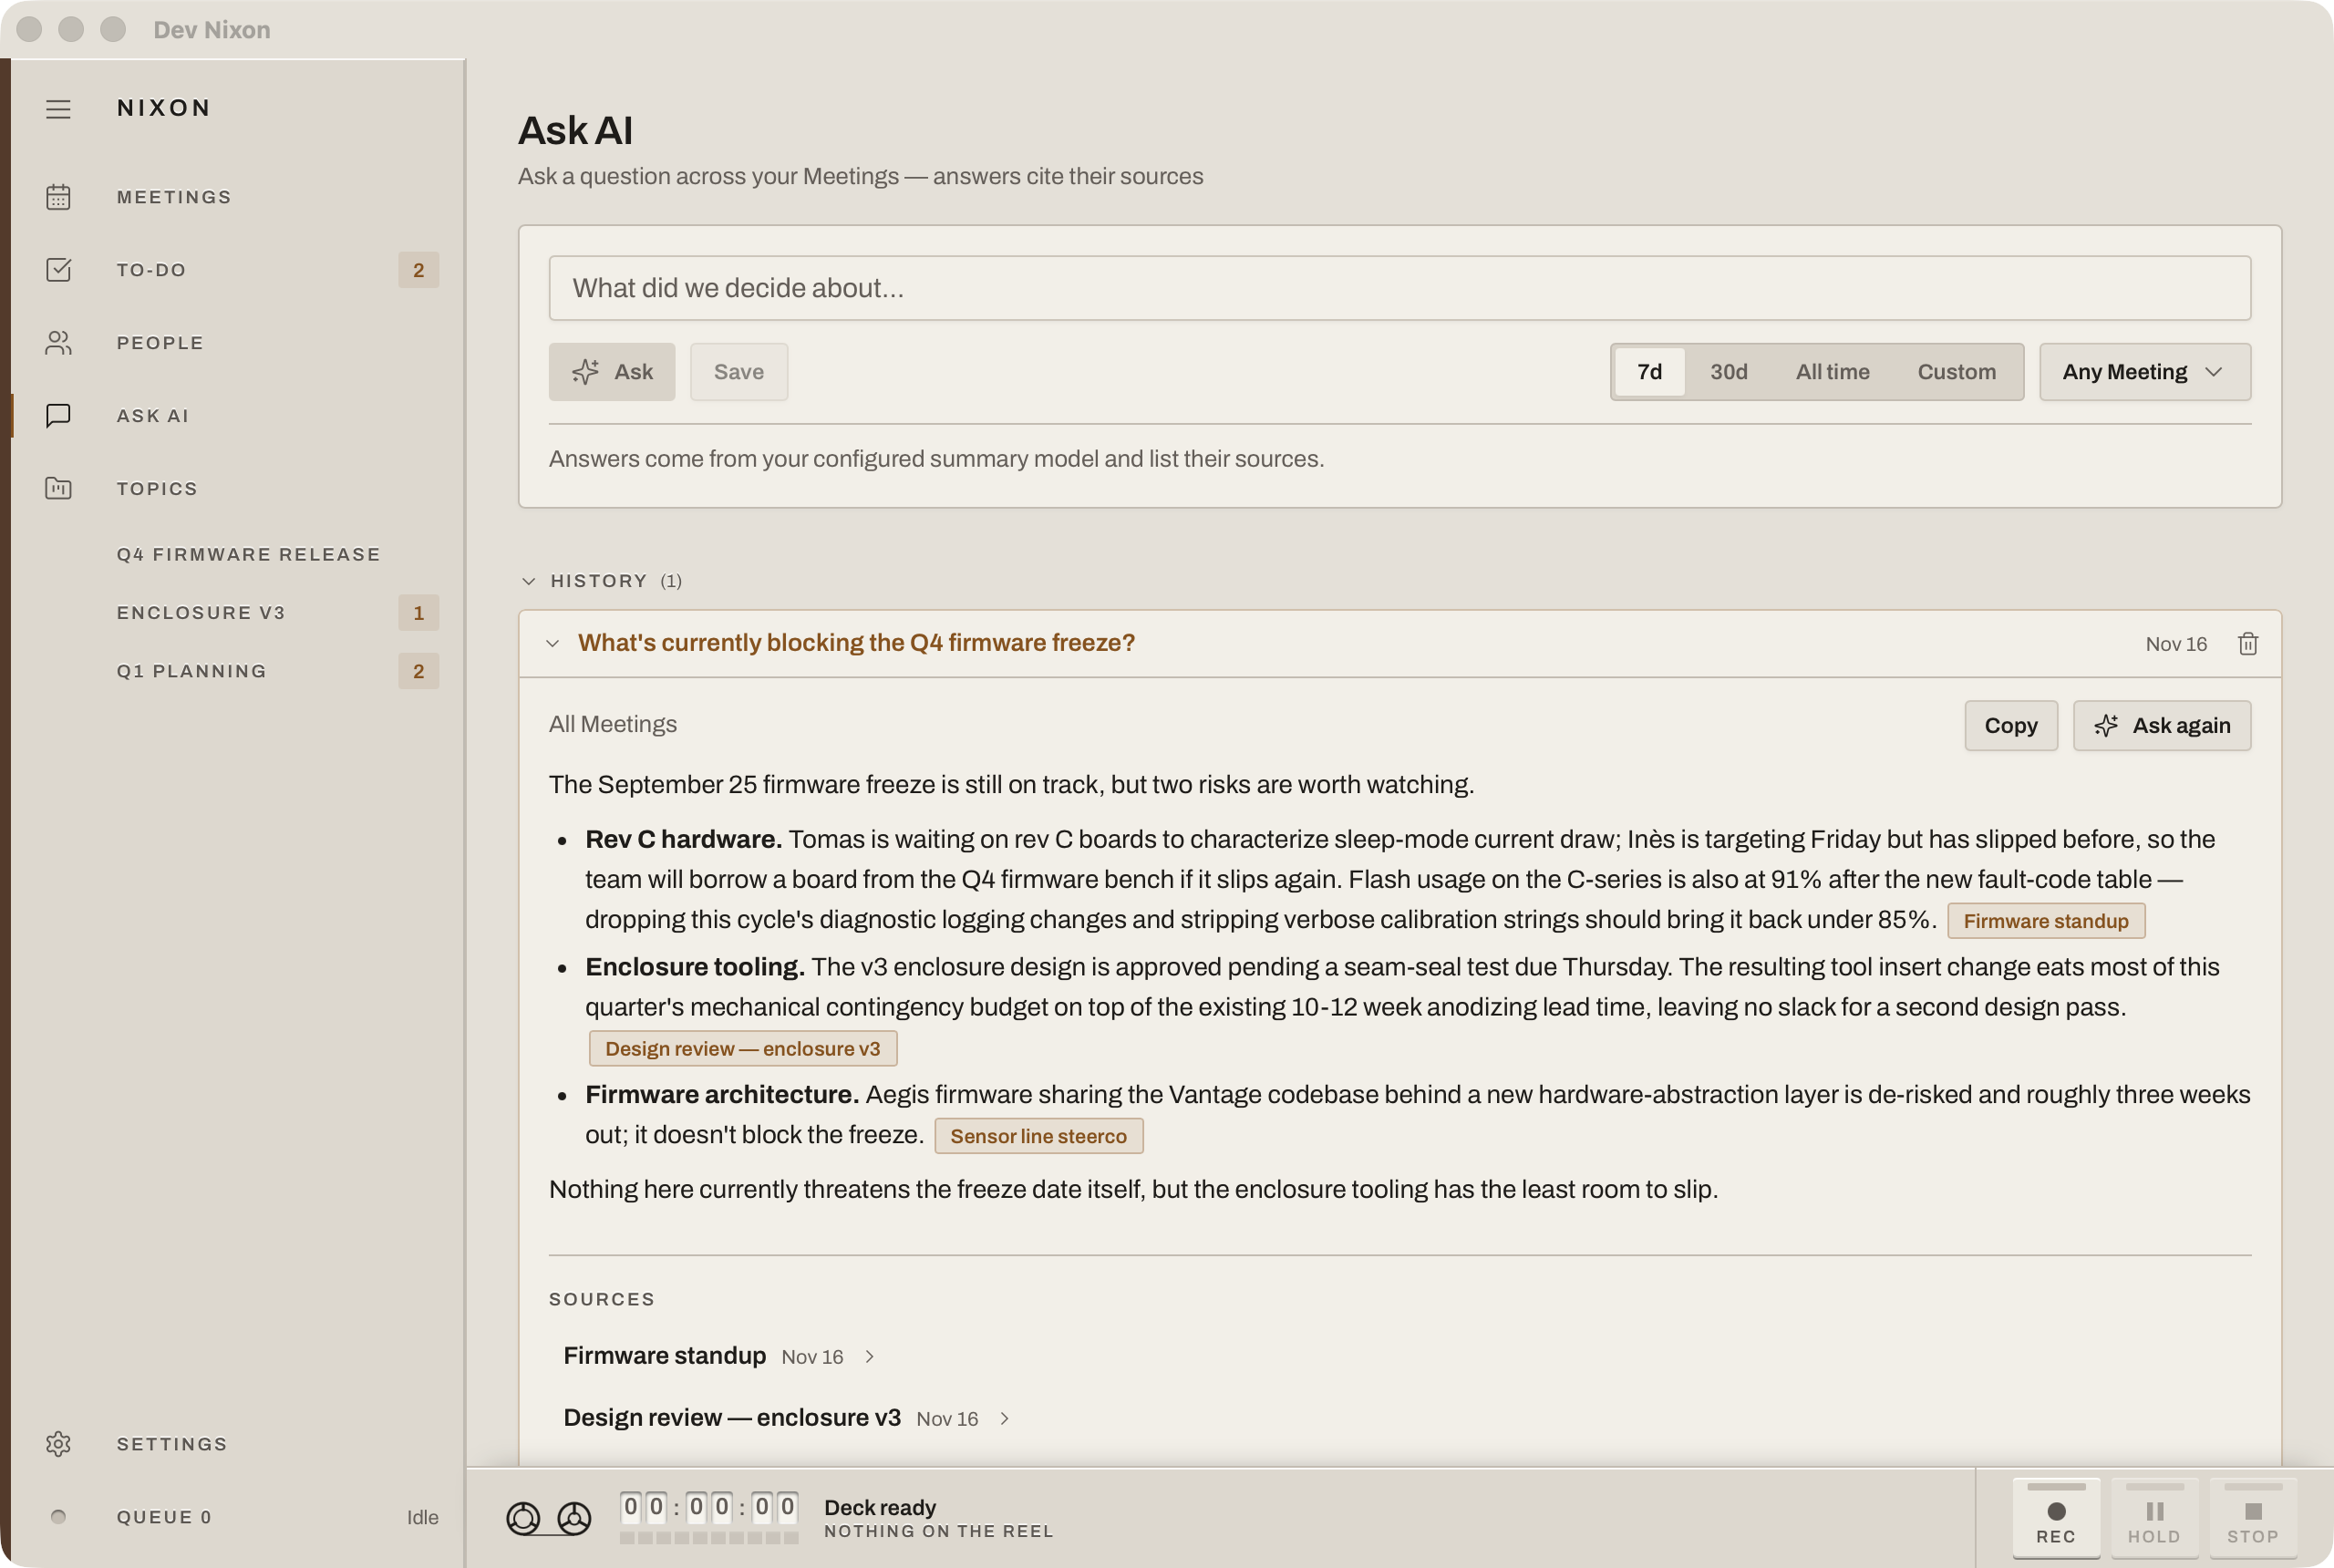 Dev Nixon
NIXON
MEETINGS
TO-DO 2
PEOPLE
ASK AI
TOPICS
Q4 FIRMWARE RELEASE
ENCLOSURE V3 1
Q1 PLANNING 2
SETTINGS
QUEUE 0 Idle
Ask AI
Ask a question across your Meetings — answers cite their sources
What did we decide about...
Ask Save 7d 30d All time Custom Any Meeting
Answers come from your configured summary model and list their sources.
HISTORY (1)
What's currently blocking the Q4 firmware freeze? Nov 16
All Meetings Copy Ask again
The September 25 firmware freeze is still on track, but two risks are worth watching.
• Rev C hardware. Tomas is waiting on rev C boards to characterize sleep-mode current draw; Inès is targeting Friday but has slipped before, so the
team will borrow a board from the Q4 firmware bench if it slips again. Flash usage on the C-series is also at 91% after the new fault-code table —
dropping this cycle's diagnostic logging changes and stripping verbose calibration strings should bring it back under 85%. Firmware standup
• Enclosure tooling. The v3 enclosure design is approved pending a seam-seal test due Thursday. The resulting tool insert change eats most of this
quarter's mechanical contingency budget on top of the existing 10-12 week anodizing lead time, leaving no slack for a second design pass.
Design review — enclosure v3
• Firmware architecture. Aegis firmware sharing the Vantage codebase behind a new hardware-abstraction layer is de-risked and roughly three weeks
out; it doesn't block the freeze. Sensor line steerco
Nothing here currently threatens the freeze date itself, but the enclosure tooling has the least room to slip.
SOURCES
Firmware standup Nov 16
Design review — enclosure v3 Nov 16
00:00:00
Deck ready
NOTHING ON THE REEL
REC HOLD STOP